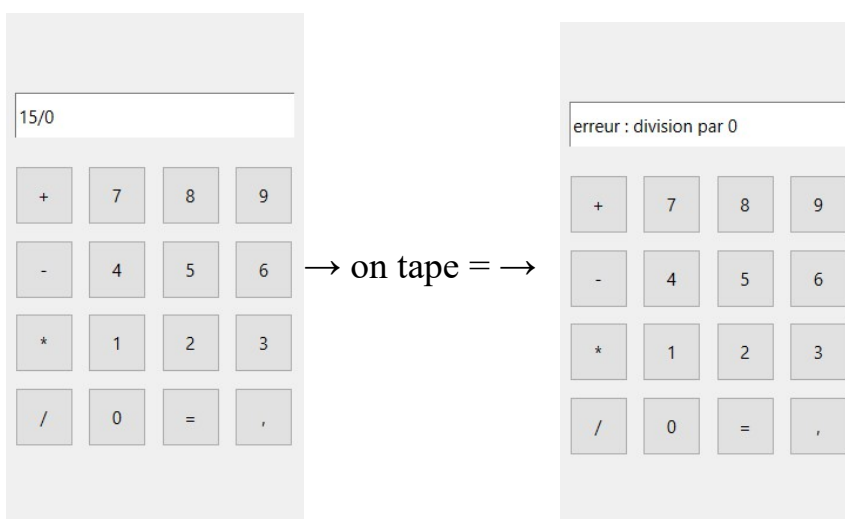 15/0
+ 7 8 9
- 4 5 6
* 1 2 3
/ 0 = ,
→ on tape = →
erreur : division par 0
+ 7 8 9
- 4 5 6
* 1 2 3
/ 0 = ,